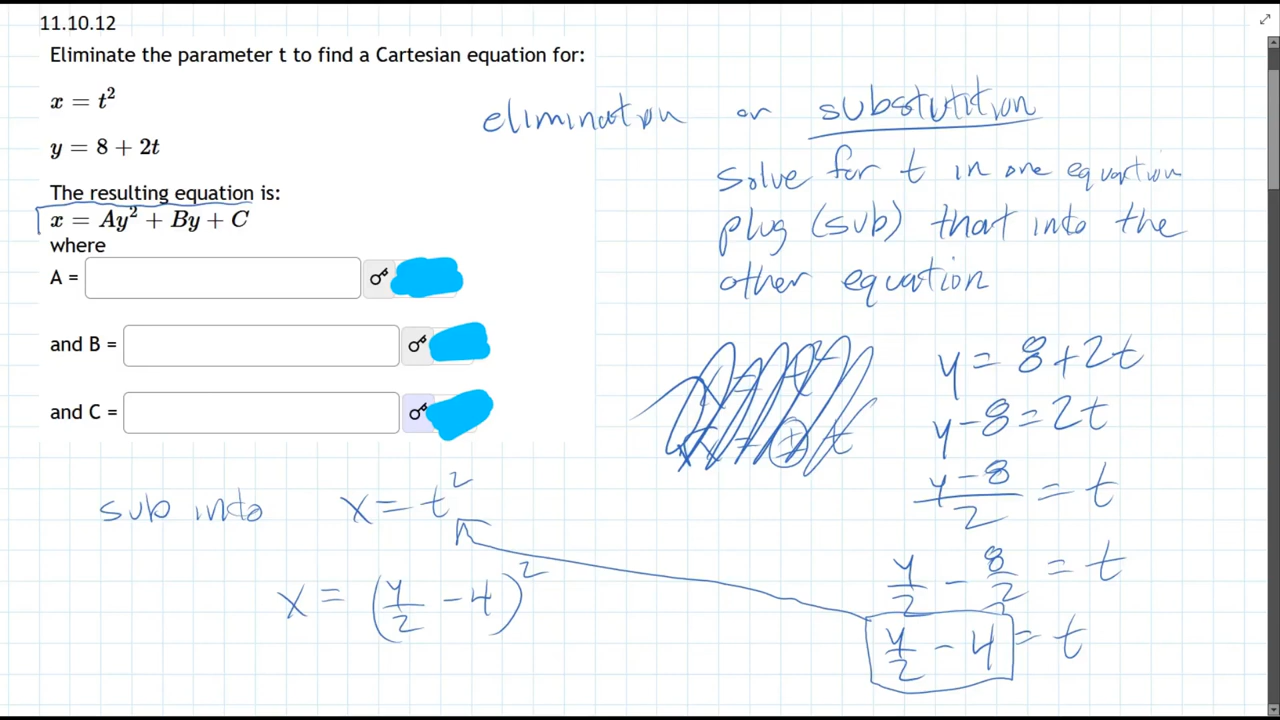 11.10.12
Eliminate the parameter t to find a Cartesian equation for:
x = t²
y = 8 + 2t
The resulting equation is:
x = Ay² + By + C
where
A =
and B =
and C =
elimination or substitution
solve for t in one equation
plug (sub) that into the
other equation
y = 8 + 2t
y - 8 = 2t
(y - 8)/2 = t
y/2 - 8/2 = t
y/2 - 4 = t
sub into x = t²
x = (y/2 - 4)²